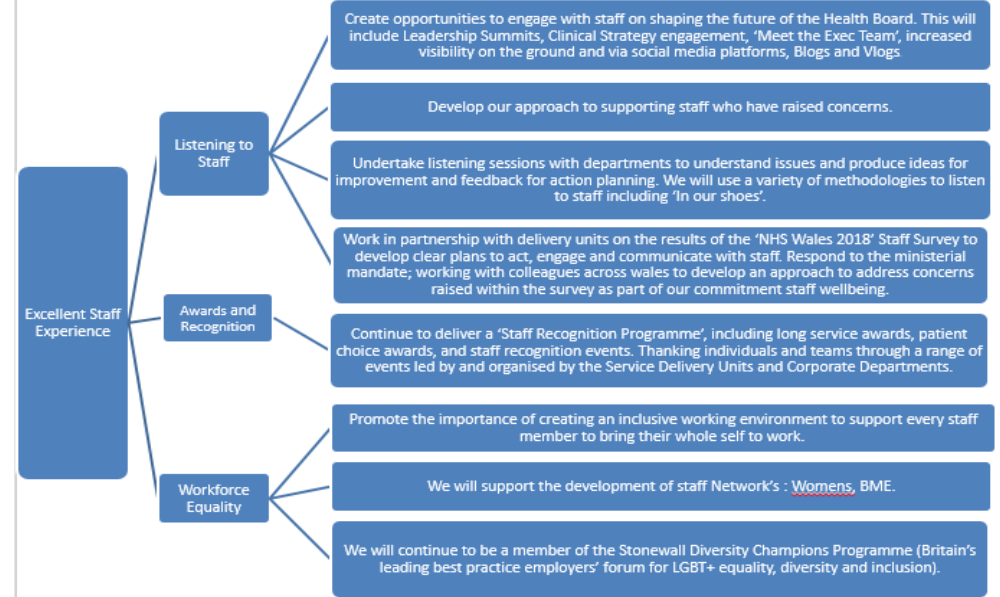 Create opportunities to engage with staff on shaping the future of the Health Board. This will
include Leadership Summits, Clinical Strategy engagement, ‘Meet the Exec Team’, increased
visibility on the ground and via social media platforms, Blogs and Vlogs
Develop our approach to supporting staff who have raised concerns.
Listening to
Staff
Undertake listening sessions with departments to understand issues and produce ideas for
improvement and feedback for action planning. We will use a variety of methodologies to listen
to staff including ‘In our shoes’.
Work in partnership with delivery units on the results of the ‘NHS Wales 2018’ Staff Survey to
develop clear plans to act, engage and communicate with staff. Respond to the ministerial
mandate; working with colleagues across wales to develop an approach to address concerns
raised within the survey as part of our commitment staff wellbeing.
Excellent Staff
Experience
Awards and
Recognition
Continue to deliver a ‘Staff Recognition Programme’, including long service awards, patient
choice awards, and staff recognition events. Thanking individuals and teams through a range of
events led by and organised by the Service Delivery Units and Corporate Departments.
Promote the importance of creating an inclusive working environment to support every staff
member to bring their whole self to work.
Workforce
Equality
We will support the development of staff Network’s : Womens, BME.
We will continue to be a member of the Stonewall Diversity Champions Programme (Britain’s
leading best practice employers’ forum for LGBT+ equality, diversity and inclusion).